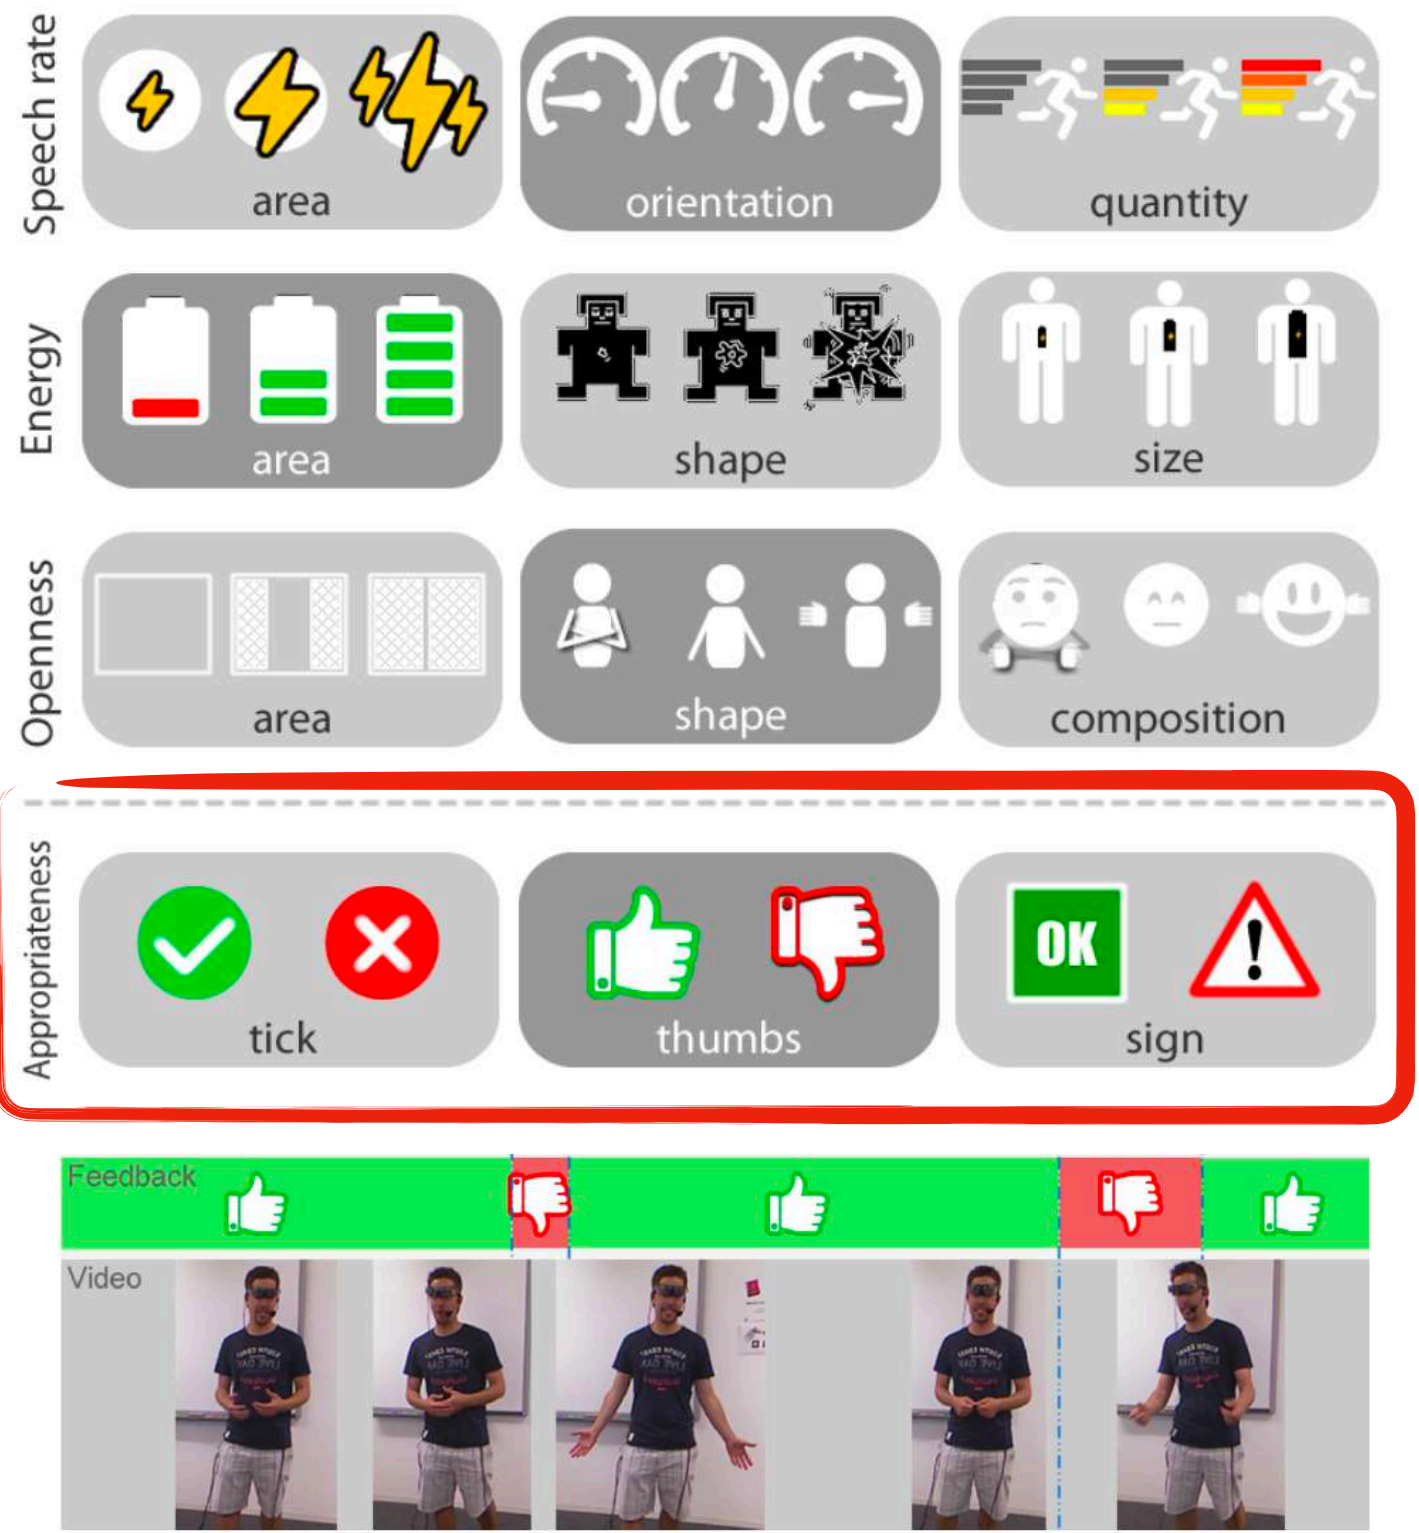 Speech rate
area
orientation
quantity
Energy
area
shape
size
Openness
area
shape
composition
Appropriateness
tick
OK
!
thumbs
sign
Feedback
Video